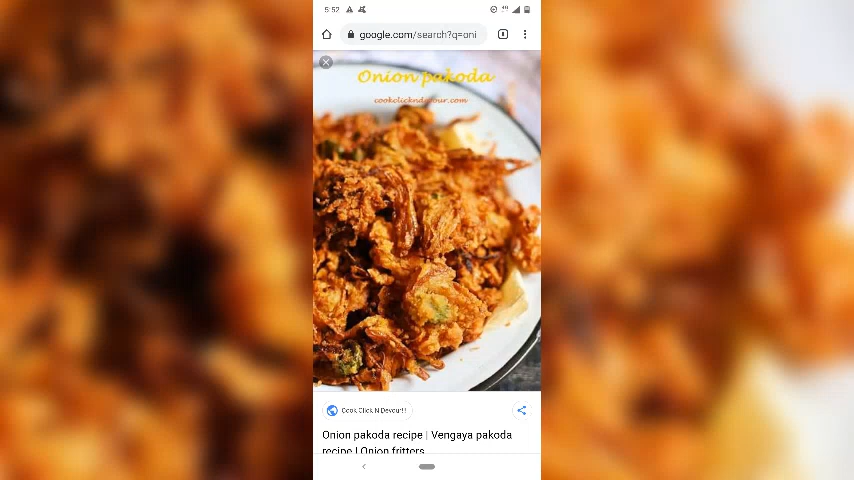 5:52
google.com/search?q=oni
Onion pakoda
cookclickndevour.com
Cook Click N Devour!!
Onion pakoda recipe | Vengaya pakoda
recipe | Onion fritters